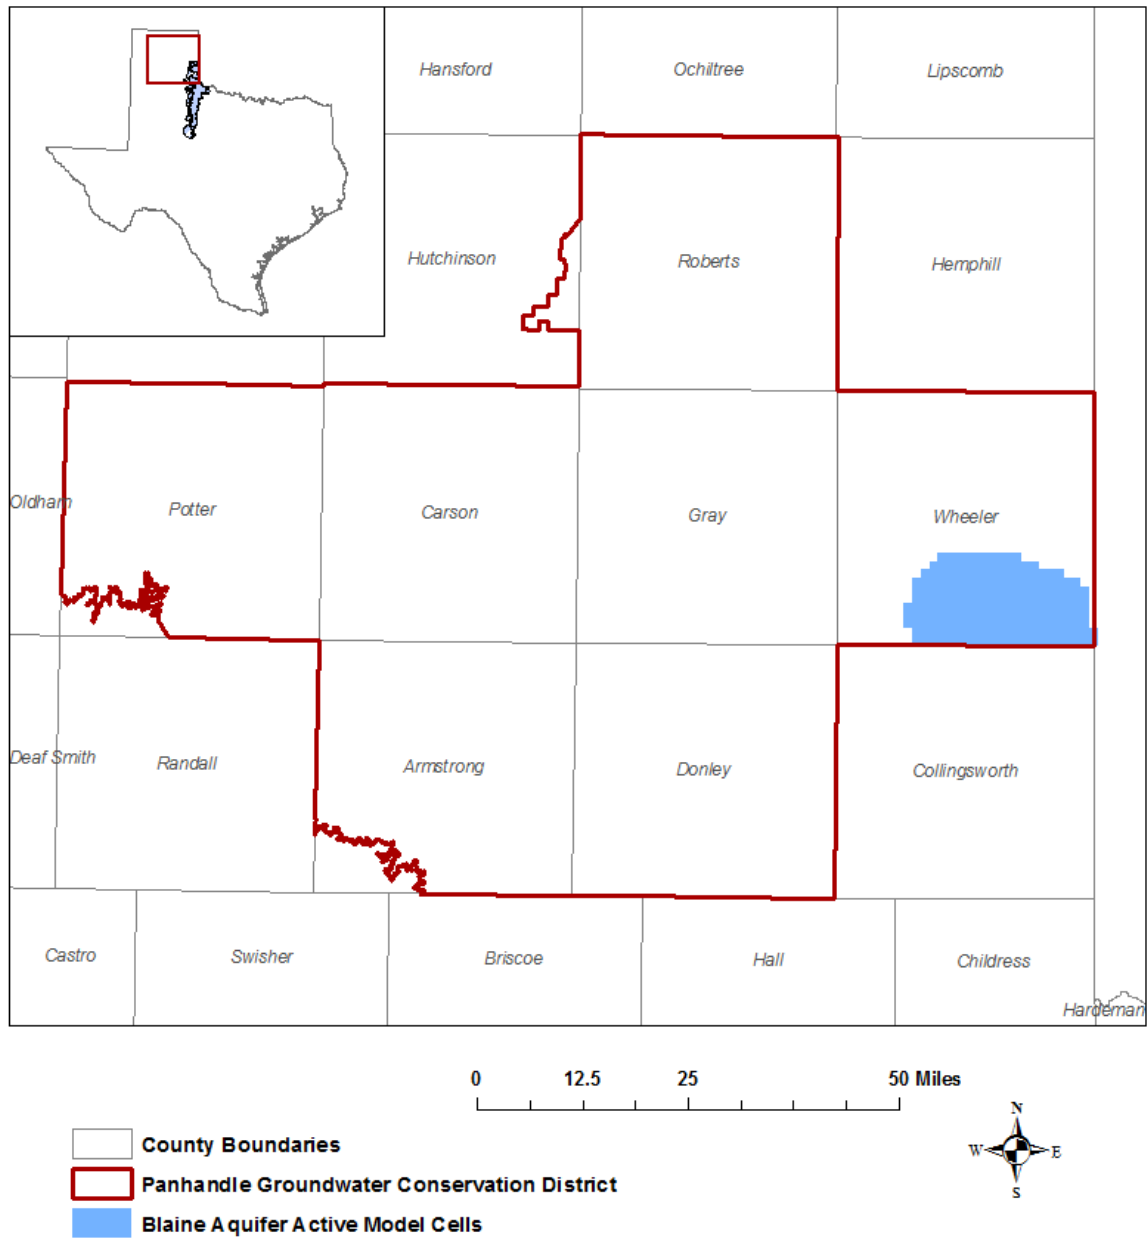 Hansford
Ochiltree
Lipscomb
Hutchinson
Roberts
Hemphill
Oldham
Potter
Carson
Gray
Wheeler
Deaf Smith
Randall
Armstrong
Donley
Collingsworth
Castro
Swisher
Briscoe
Hall
Childress
Hardeman
0 12.5 25 50 Miles
N
W E
S
County Boundaries
Panhandle Groundwater Conservation District
Blaine Aquifer Active Model Cells